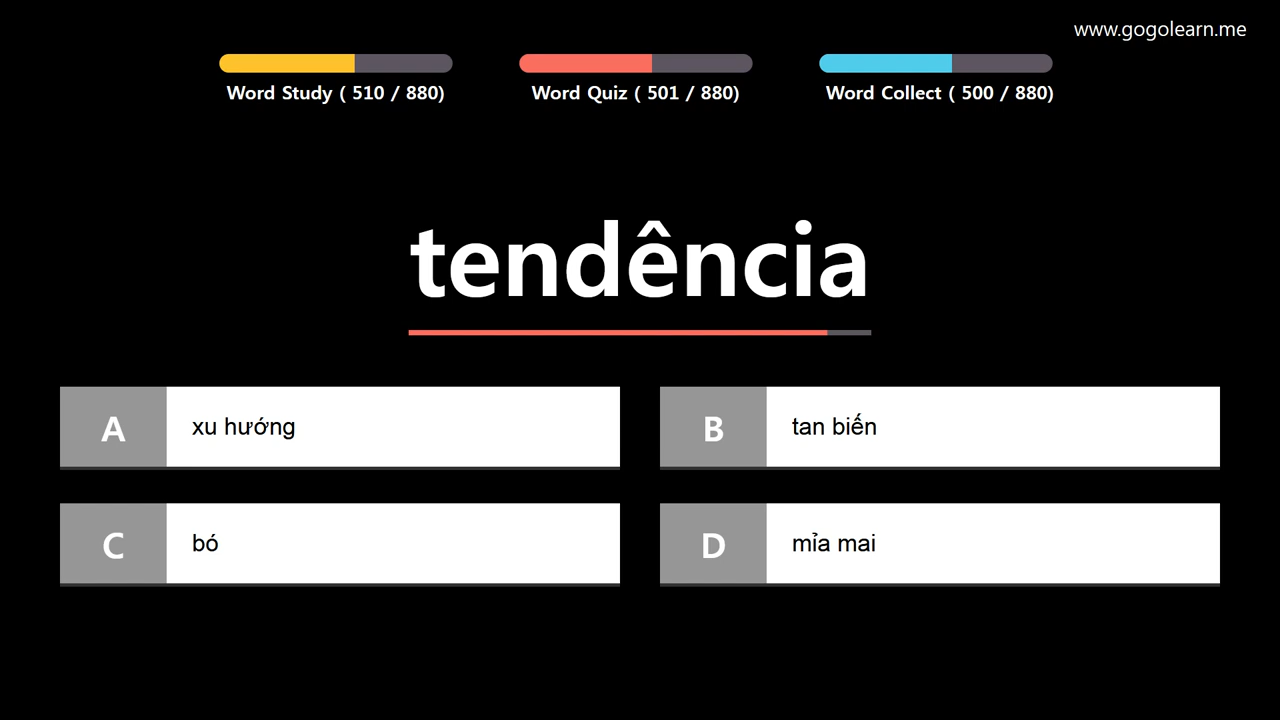 www.gogolearn.me
Word Study ( 510 / 880)
Word Quiz ( 501 / 880)
Word Collect ( 500 / 880)
tendência
A xu hướng
B tan biến
C bó
D mỉa mai